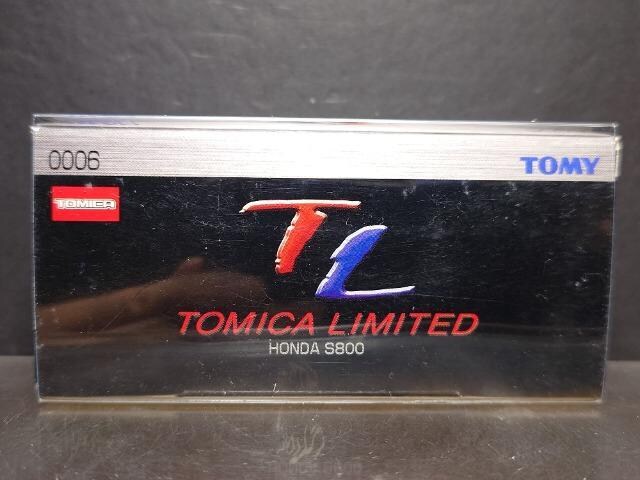 0006
TOMY
TOMICA
TL
TOMICA LIMITED
HONDA S800